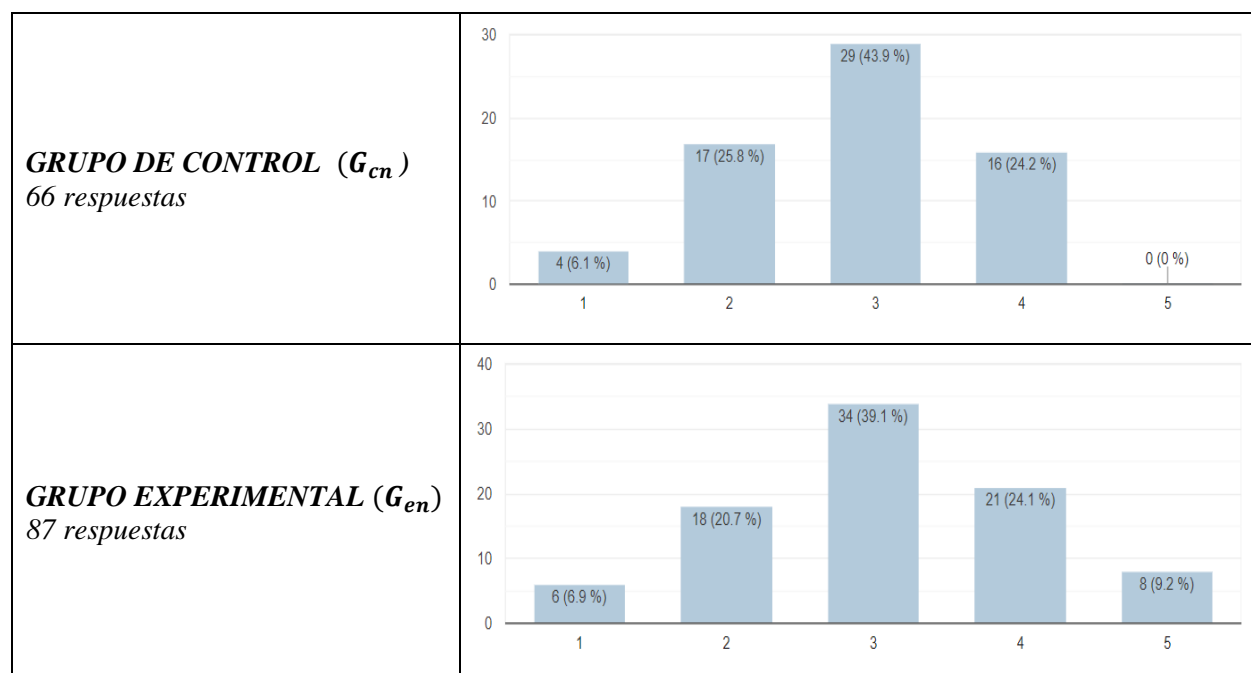 GRUPO DE CONTROL (G_cn)
66 respuestas
30
20
10
0
4 (6.1 %)
17 (25.8 %)
29 (43.9 %)
16 (24.2 %)
0 (0 %)
1 2 3 4 5
GRUPO EXPERIMENTAL (G_en)
87 respuestas
40
30
20
10
0
6 (6.9 %)
18 (20.7 %)
34 (39.1 %)
21 (24.1 %)
8 (9.2 %)
1 2 3 4 5